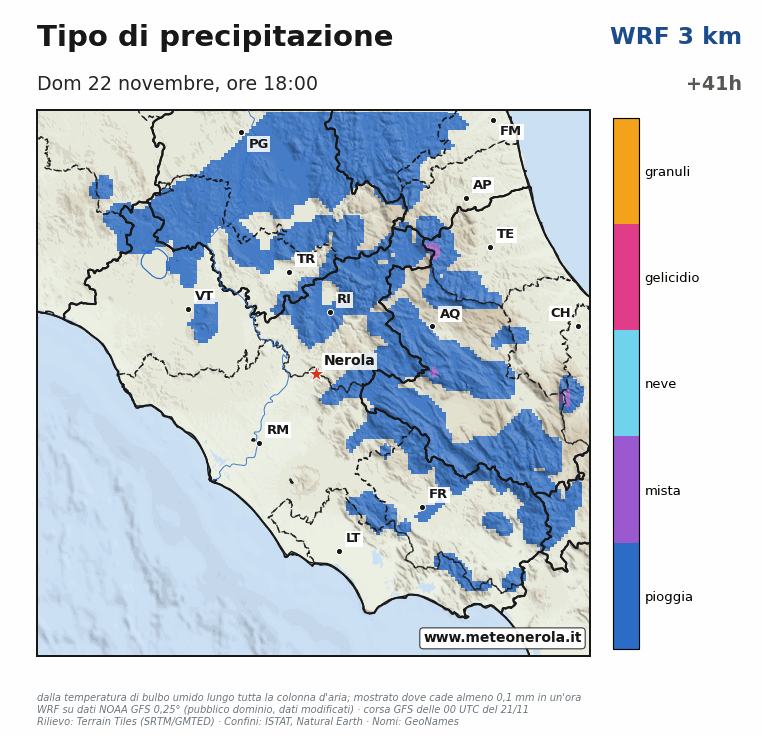 Tipo di precipitazione
WRF 3 km
Dom 22 novembre, ore 18:00
+41h
FM
PG
AP
TE
TR
VT
RI
AQ
CH
Nerola
RM
FR
LT
www.meteonerola.it
granuli
gelicidio
neve
mista
pioggia
dalla temperatura di bulbo umido lungo tutta la colonna d'aria; mostrato dove cade almeno 0,1 mm in un'ora
WRF su dati NOAA GFS 0,25° (pubblico dominio, dati modificati) · corsa GFS delle 00 UTC del 21/11
Rilievo: Terrain Tiles (SRTM/GMTED) · Confini: ISTAT, Natural Earth · Nomi: GeoNames